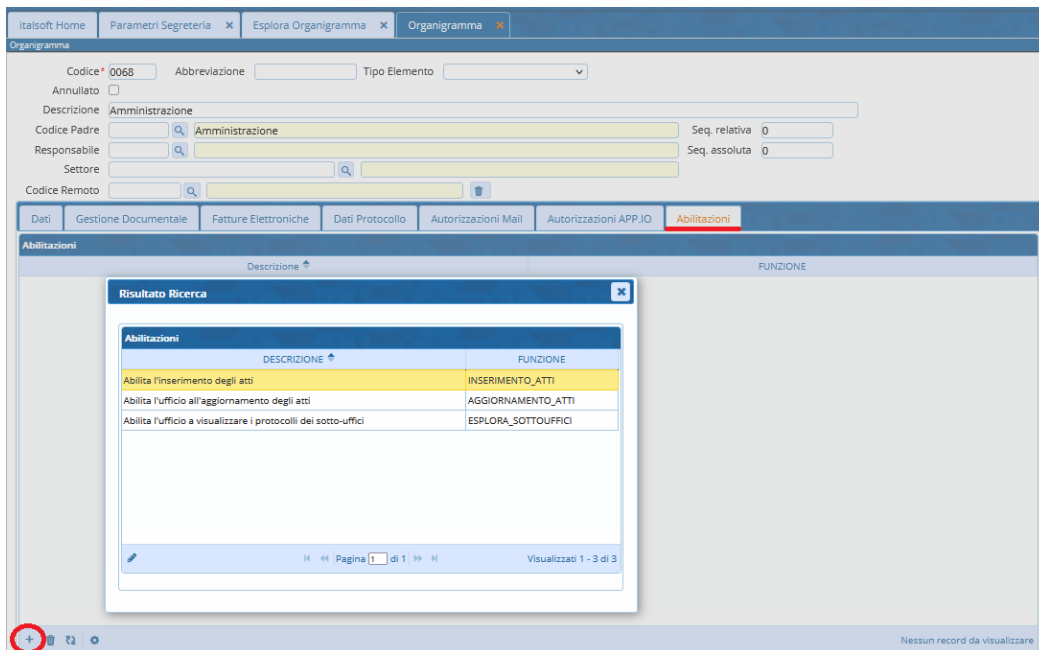 italsoft Home Parametri Segreteria Esplora Organigramma Organigramma
Organigramma
Codice* 0068 Abbreviazione Tipo Elemento
Annullato
Descrizione Amministrazione
Codice Padre Amministrazione Seq. relativa 0
Responsabile Seq. assoluta 0
Settore
Codice Remoto
Dati Gestione Documentale Fatture Elettroniche Dati Protocollo Autorizzazioni Mail Autorizzazioni APP.IO Abilitazioni
Abilitazioni
Descrizione FUNZIONE
Risultato Ricerca
Abilitazioni
DESCRIZIONE FUNZIONE
Abilita l'inserimento degli atti INSERIMENTO_ATTI
Abilita l'ufficio all'aggiornamento degli atti AGGIORNAMENTO_ATTI
Abilita l'ufficio a visualizzare i protocolli dei sotto-uffici ESPLORA_SOTTOUFFICI
Pagina 1 di 1 Visualizzati 1 - 3 di 3
Nessun record da visualizzare